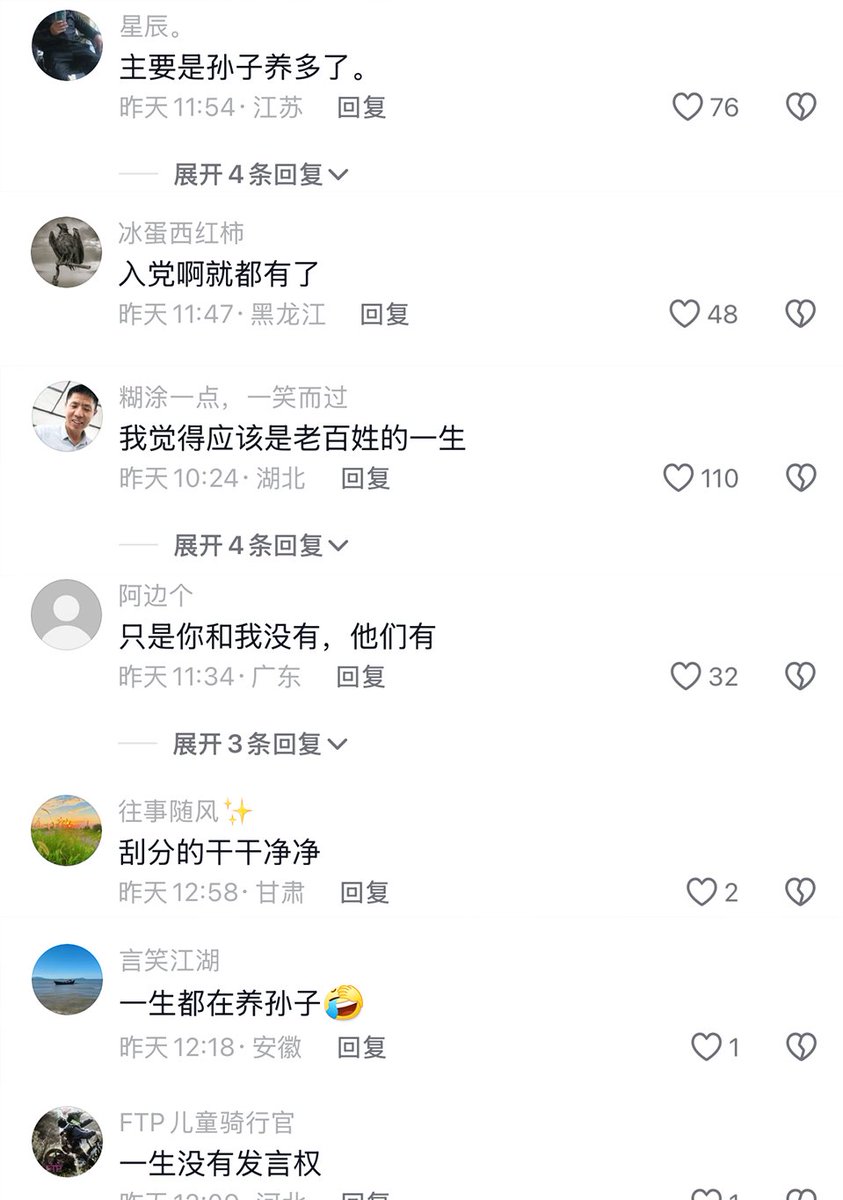 星辰。
主要是孙子养多了。
昨天 11:54 · 江苏 回复 76
展开 4 条回复
冰蛋西红柿
入党啊就都有了
昨天 11:47 · 黑龙江 回复 48
糊涂一点，一笑而过
我觉得应该是老百姓的一生
昨天 10:24 · 湖北 回复 110
展开 4 条回复
阿边个
只是你和我没有，他们有
昨天 11:34 · 广东 回复 32
展开 3 条回复
往事随风✨
刮分的干干净净
昨天 12:58 · 甘肃 回复 2
言笑江湖
一生都在养孙子🤣
昨天 12:18 · 安徽 回复 1
FTP 儿童骑行官
一生没有发言权